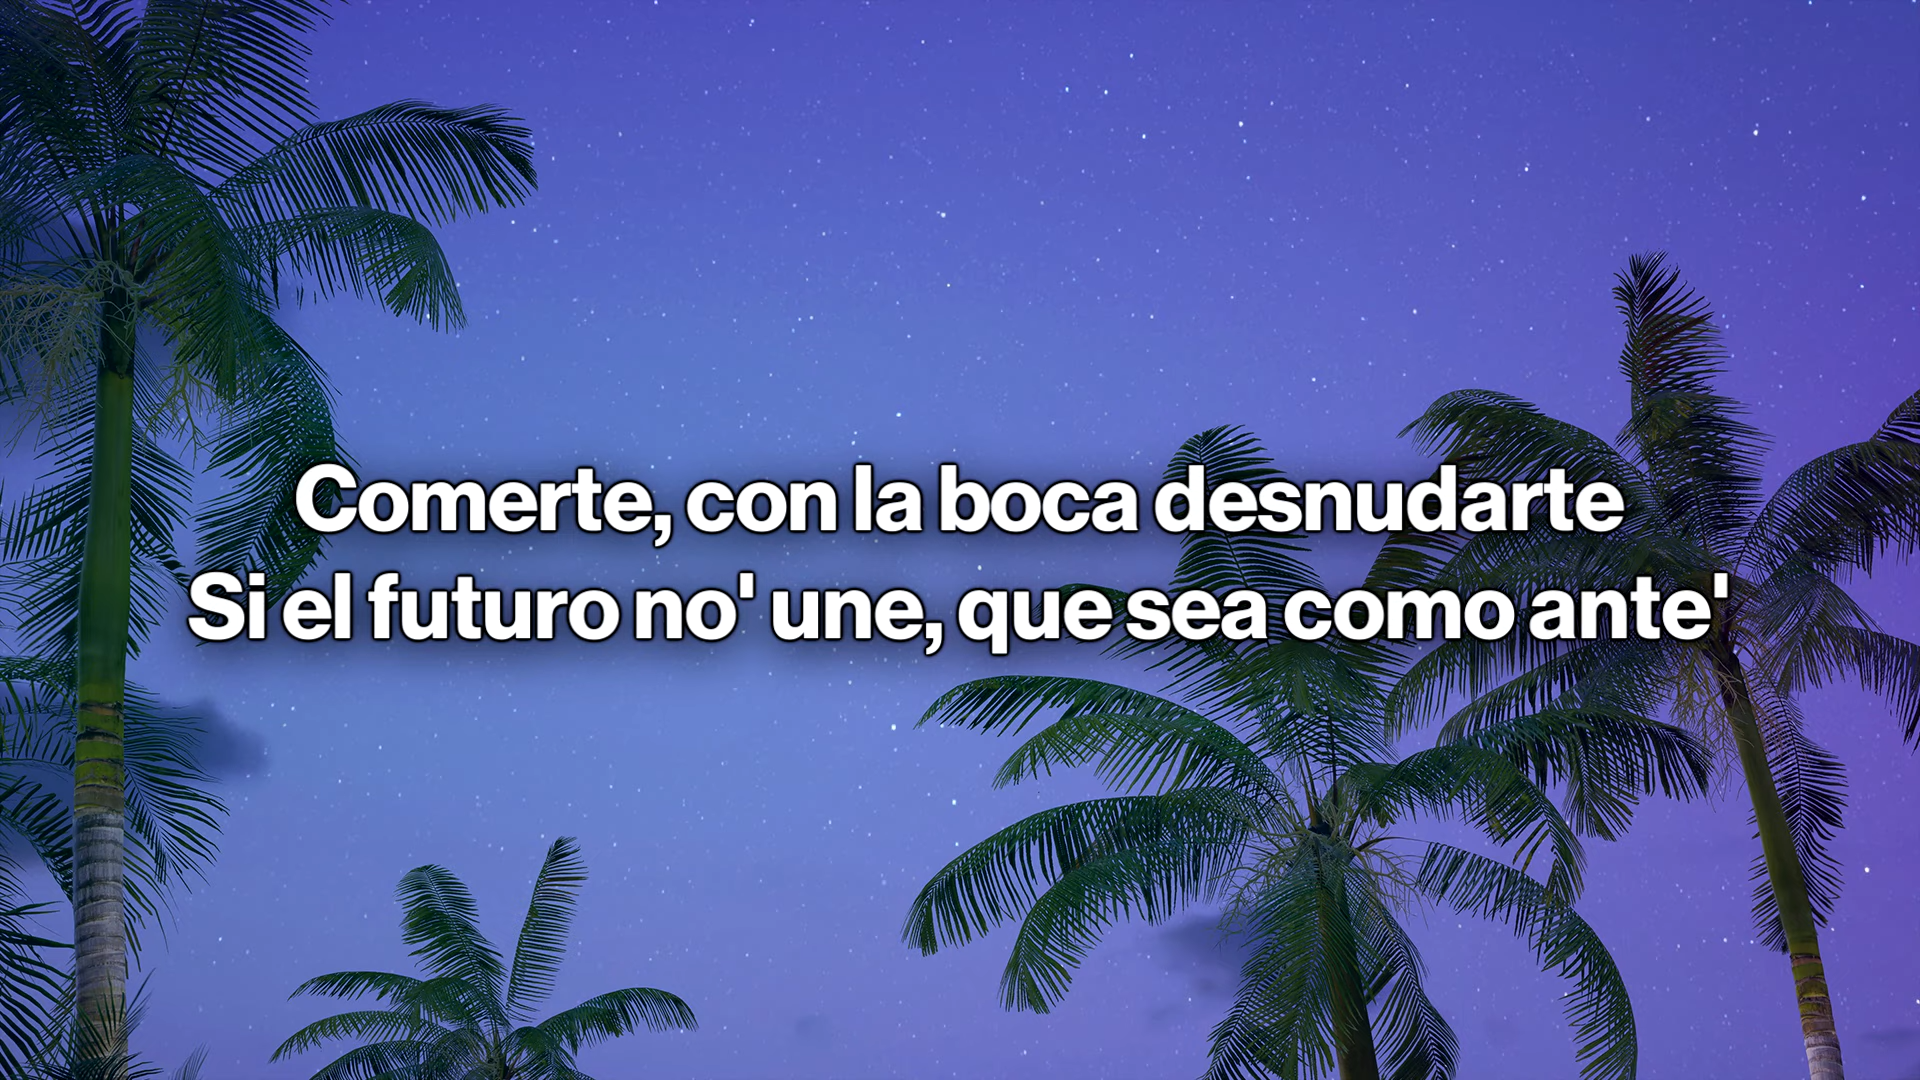 Comerte, con la boca desnudarte
Si el futuro no' une, que sea como ante'